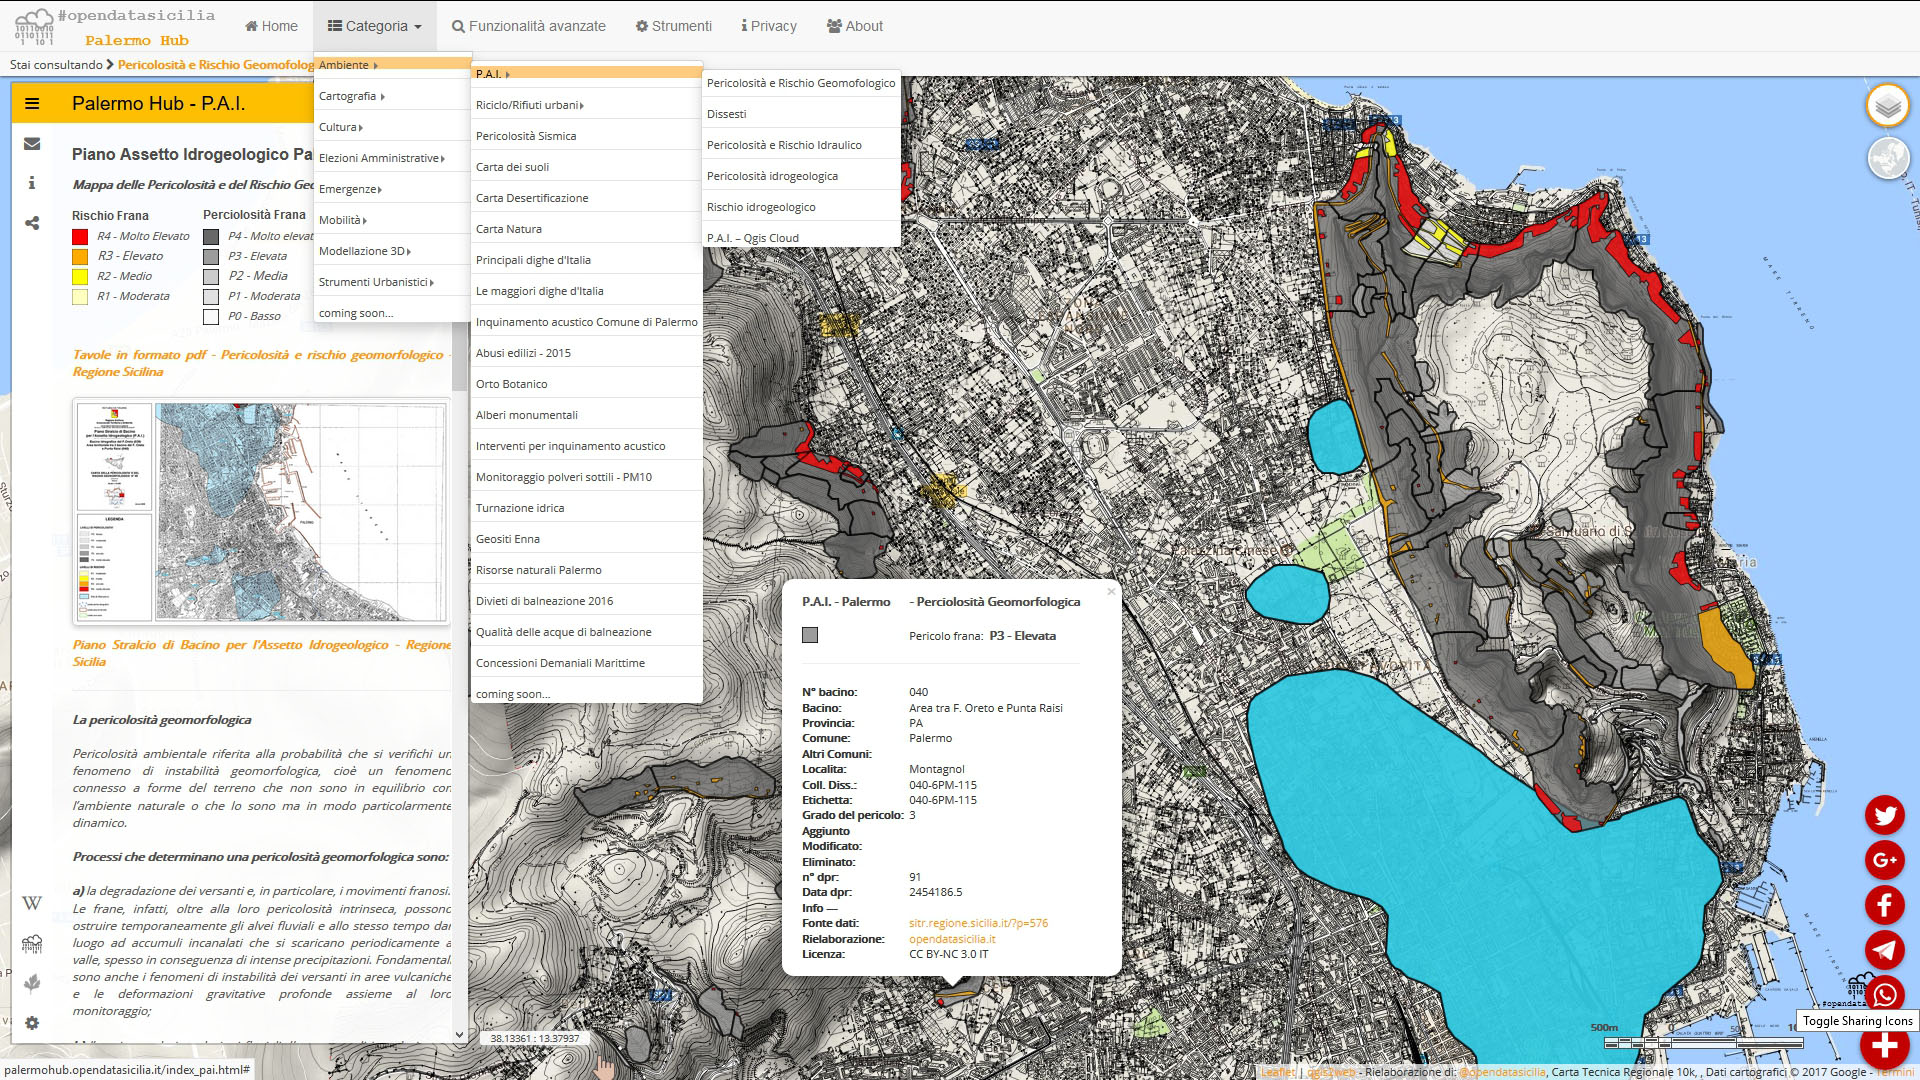 #opendatasicilia
Palermo Hub
Home
Categoria
Funzionalità avanzate
Strumenti
Privacy
About
Stai consultando
Pericolosità e Rischio Geomofolog
Palermo Hub - P.A.I.
Piano Assetto Idrogeologico Pa
Mappa delle Pericolosità e del Rischio Geo
Rischio Frana
R4 - Molto Elevato
R3 - Elevato
R2 - Medio
R1 - Moderata
Perciolosità Frana
P4 - Molto elevat
P3 - Elevata
P2 - Media
P1 - Moderata
P0 - Basso
Tavole in formato pdf - Pericolosità e rischio geomorfologico -
Regione Sicilina
LEGENDA
Piano Stralcio di Bacino per l'Assetto Idrogeologico - Regione
Sicilia
La pericolosità geomorfologica
Pericolosità ambientale riferita alla probabilità che si verifichi un
fenomeno di instabilità geomorfologica, cioè un fenomeno
connesso a forme del terreno che non sono in equilibrio con
l'ambiente naturale o che lo sono ma in modo particolarmente
dinamico.
Processi che determinano una pericolosità geomorfologica sono:
a) la degradazione dei versanti e, in particolare, i movimenti franosi.
Le frane, infatti, oltre alla loro pericolosità intrinseca, possono
ostruire temporaneamente gli alvei fluviali e allo stesso tempo dar
luogo ad accumuli incanalati che si scaricano periodicamente a
valle, spesso in conseguenza di intense precipitazioni. Fondamentali
sono anche i fenomeni di instabilità dei versanti in aree vulcaniche
e le deformazioni gravitative profonde assieme al loro
monitoraggio;
Ambiente
Cartografia
Cultura
Elezioni Amministrative
Emergenze
Mobilità
Modellazione 3D
Strumenti Urbanistici
coming soon...
P.A.I.
Riciclo/Rifiuti urbani
Pericolosità Sismica
Carta dei suoli
Carta Desertificazione
Carta Natura
Principali dighe d'Italia
Le maggiori dighe d'Italia
Inquinamento acustico Comune di Palermo
Abusi edilizi - 2015
Orto Botanico
Alberi monumentali
Interventi per inquinamento acustico
Monitoraggio polveri sottili - PM10
Turnazione idrica
Geositi Enna
Risorse naturali Palermo
Divieti di balneazione 2016
Qualità delle acque di balneazione
Concessioni Demaniali Marittime
coming soon...
Pericolosità e Rischio Geomofologico
Dissesti
Pericolosità e Rischio Idraulico
Pericolosità idrogeologica
Rischio idrogeologico
P.A.I. – Qgis Cloud
P.A.I. - Palermo - Perciolosità Geomorfologica
×
Pericolo frana: P3 - Elevata
N° bacino: 040
Bacino: Area tra F. Oreto e Punta Raisi
Provincia: PA
Comune: Palermo
Altri Comuni:
Localita: Montagnol
Coll. Diss.: 040-6PM-115
Etichetta: 040-6PM-115
Grado del pericolo: 3
Aggiunto
Modificato:
Eliminato:
n° dpr: 91
Data dpr: 2454186.5
Info —
Fonte dati: sitr.regione.sicilia.it/?p=576
Rielaborazione: opendatasicilia.it
Licenza: CC BY-NC 3.0 IT
MARE TIRRENO
Palazzina Cinese
Santuario di S
38.13361 : 13.37937
500m
Toggle Sharing Icons
palermohub.opendatasicilia.it/index_pai.html#
Leaflet | qgis2web - Rielaborazione di: @opendatasicilia, Carta Tecnica Regionale 10k, , Dati cartografici © 2017 Google - Termini